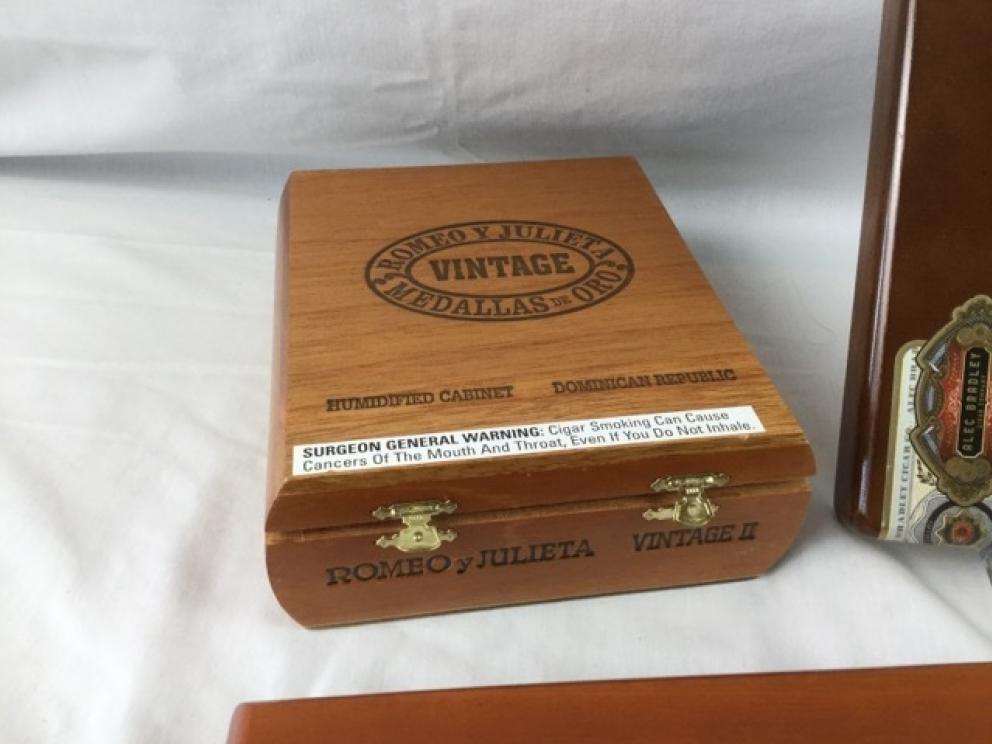 ROMEO Y JULIETA
VINTAGE
MEDALLAS DE ORO
HUMIDIFIED CABINET DOMINICAN REPUBLIC
SURGEON GENERAL WARNING: Cigar Smoking Can Cause
Cancers Of The Mouth And Throat, Even If You Do Not Inhale.
ROMEO y JULIETA VINTAGE II
ALEC BRADLEY